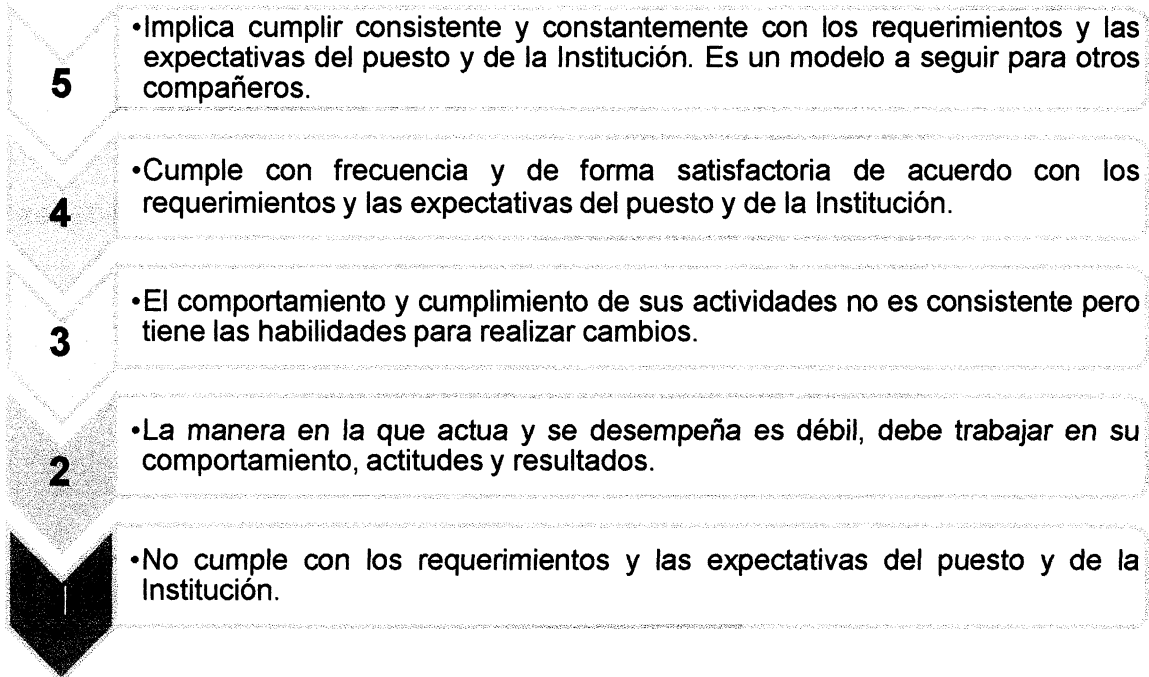 •Implica cumplir consistente y constantemente con los requerimientos y las
expectativas del puesto y de la Institución. Es un modelo a seguir para otros
compañeros.
5
•Cumple con frecuencia y de forma satisfactoria de acuerdo con los
requerimientos y las expectativas del puesto y de la Institución.
4
•El comportamiento y cumplimiento de sus actividades no es consistente pero
tiene las habilidades para realizar cambios.
3
•La manera en la que actua y se desempeña es débil, debe trabajar en su
comportamiento, actitudes y resultados.
2
•No cumple con los requerimientos y las expectativas del puesto y de la
Institución.
1